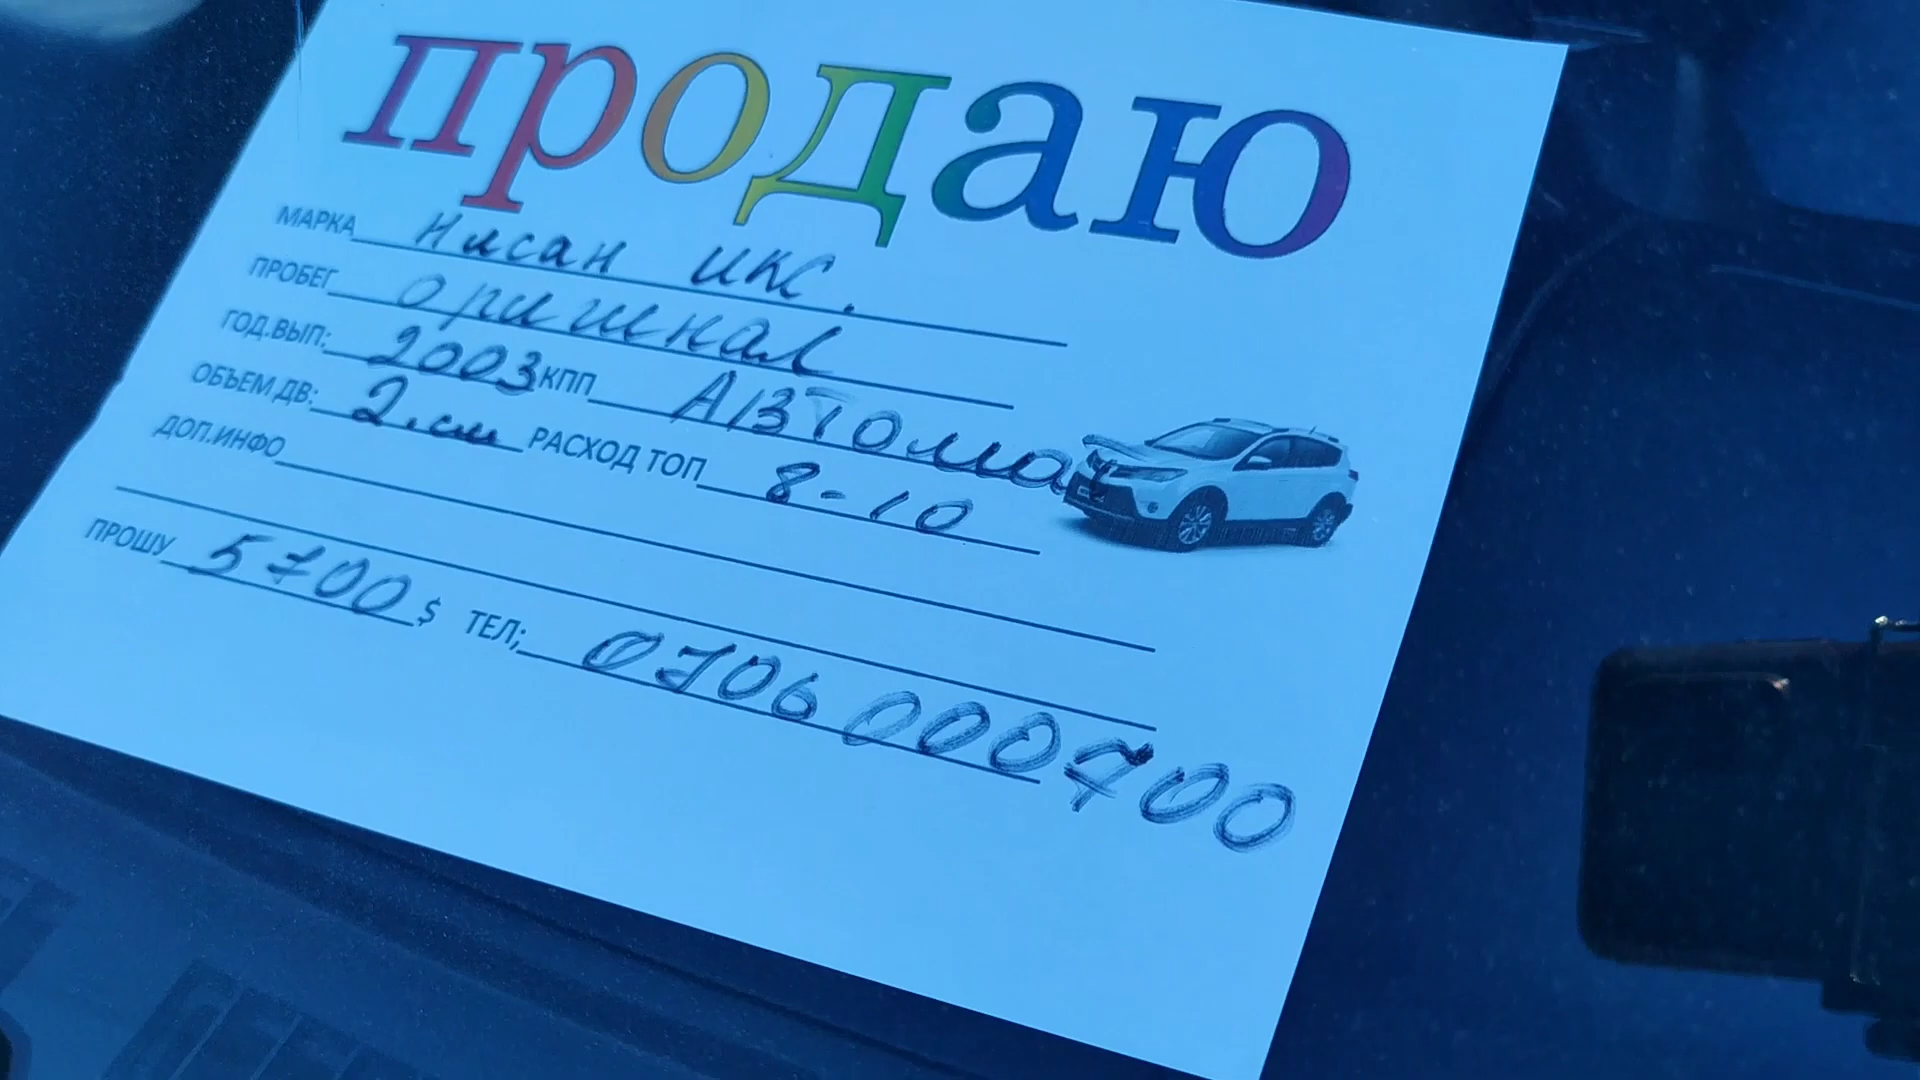 продаю
МАРКА Нисан икс.
ПРОБЕГ оригинал
ГОД.ВЫП: 2003 КПП АВТОмат
ОБЪЕМ ДВ: 2.см РАСХОД ТОП 8-10
ДОП.ИНФО
ПРОШУ 5700 $ ТЕЛ; 0706000700